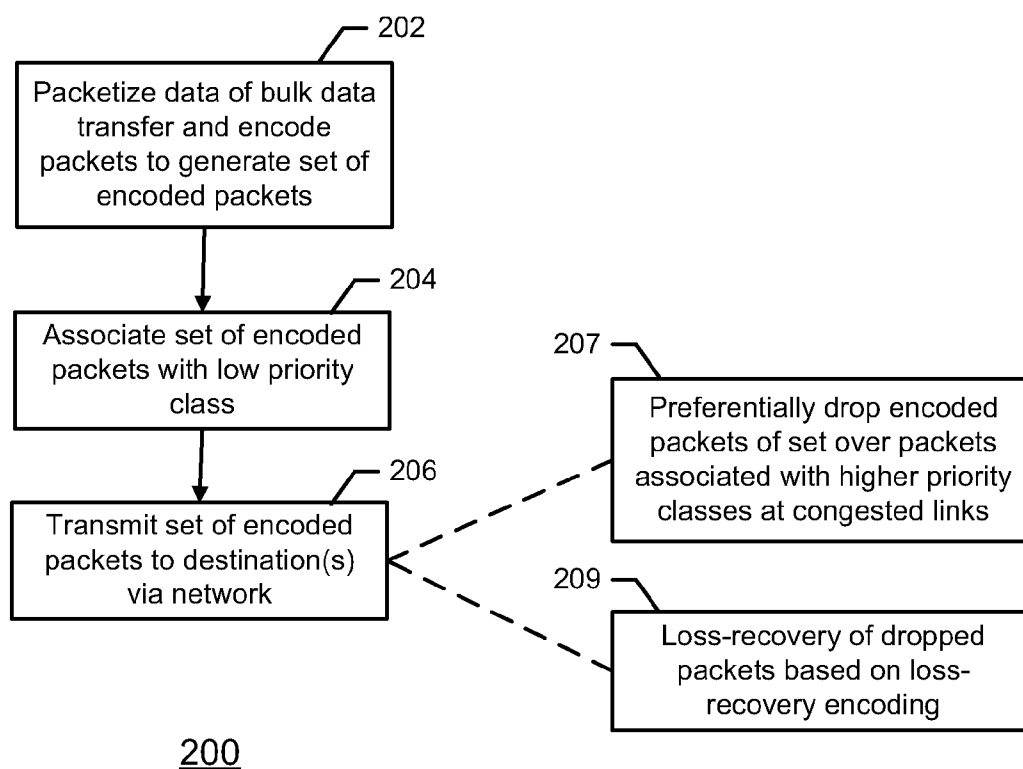 202
Packetize data of bulk data
transfer and encode
packets to generate set of
encoded packets
204
Associate set of encoded
packets with low priority
class
206
Transmit set of encoded
packets to destination(s)
via network
207
Preferentially drop encoded
packets of set over packets
associated with higher priority
classes at congested links
209
Loss-recovery of dropped
packets based on loss-
recovery encoding
200